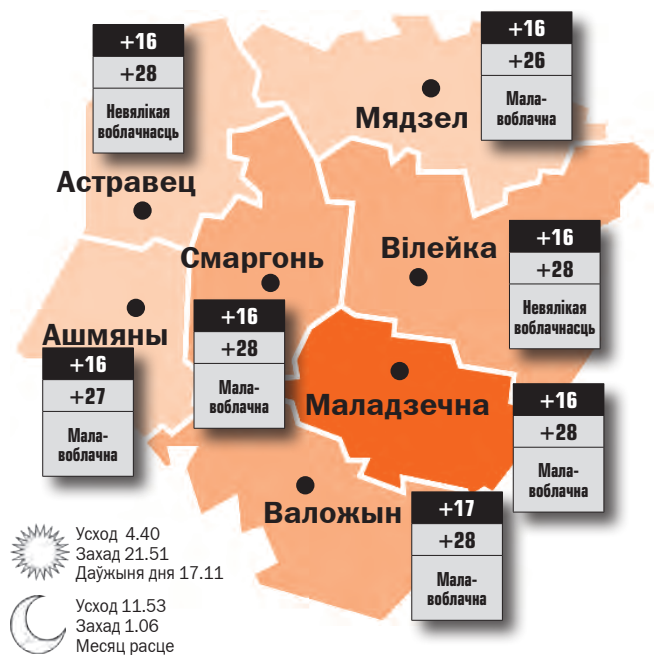 +16
+28
Невялікая
воблачнасць
Астравец
+16
+26
Мала-
воблачна
Мядзел
Смаргонь
+16
+28
Мала-
воблачна
Вілейка
+16
+28
Невялікая
воблачнасць
Ашмяны
+16
+27
Мала-
воблачна
Маладзечна
+16
+28
Мала-
воблачна
Валожын
+17
+28
Мала-
воблачна
Усход 4.40
Захад 21.51
Даўжыня дня 17.11
Усход 11.53
Захад 1.06
Месяц расце